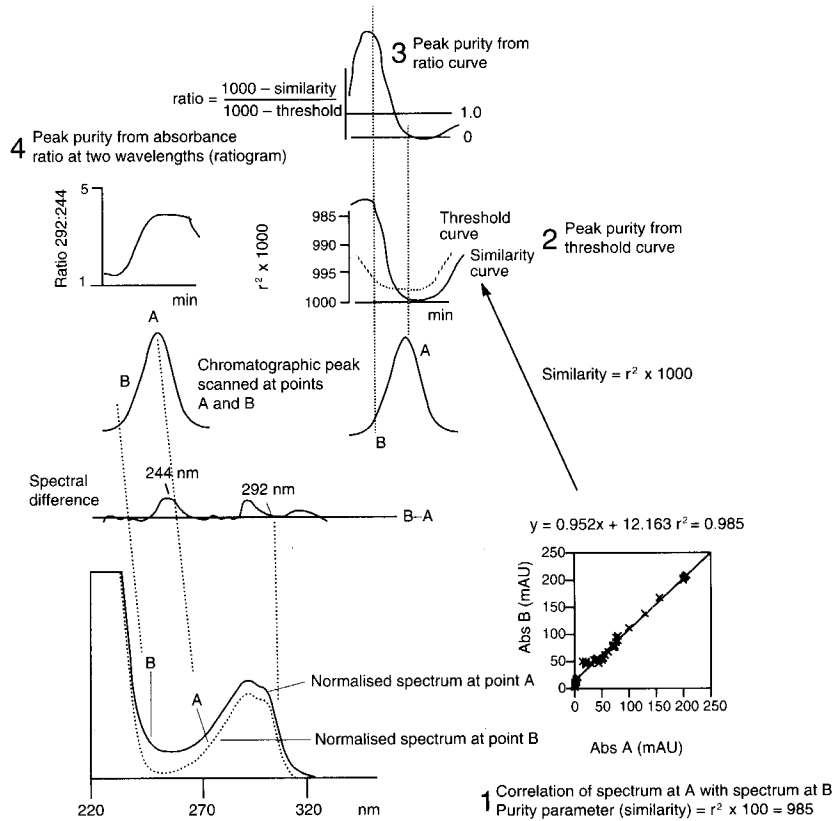 3 Peak purity from
ratio curve
ratio = 1000 – similarity
1000 – threshold
1.0
0
4 Peak purity from absorbance
ratio at two wavelengths (ratiogram)
5
Ratio 292:244
1
min
r² x 1000
985
990
995
1000
min
Threshold
curve
Similarity
curve
2 Peak purity from
threshold curve
A
B
Chromatographic peak
scanned at points
A and B
A
B
Similarity = r² x 1000
Spectral
difference
244 nm
292 nm
B–A
y = 0.952x + 12.163 r² = 0.985
250
200
150
100
50
0
Abs B (mAU)
0 50 100 150 200 250
Abs A (mAU)
B
A
Normalised spectrum at point A
Normalised spectrum at point B
220 270 320 nm
1 Correlation of spectrum at A with spectrum at B
Purity parameter (similarity) = r² x 100 = 985